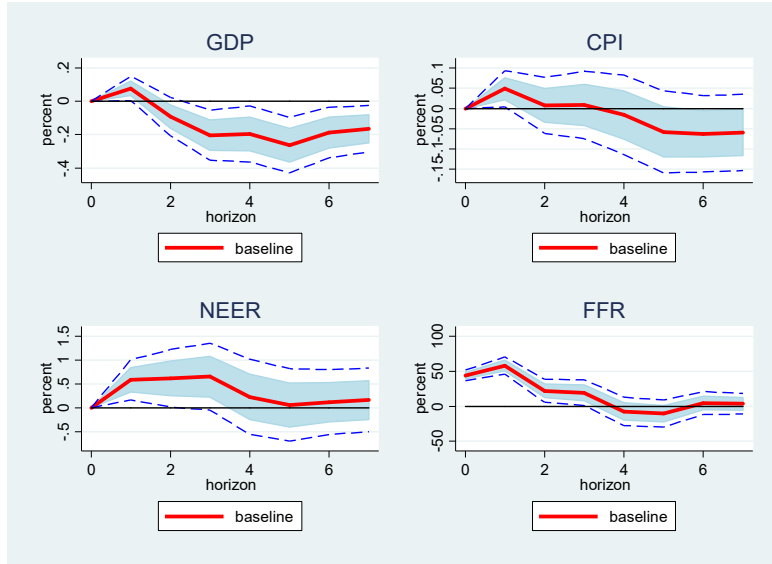 GDP
percent
.2
0
-.2
-.4
0 2 4 6
horizon
baseline
CPI
percent
.1
.05
0
-.05
-.1
-.15
0 2 4 6
horizon
baseline
NEER
percent
1.5
1
.5
0
-.5
0 2 4 6
horizon
baseline
FFR
percent
100
50
0
-50
0 2 4 6
horizon
baseline